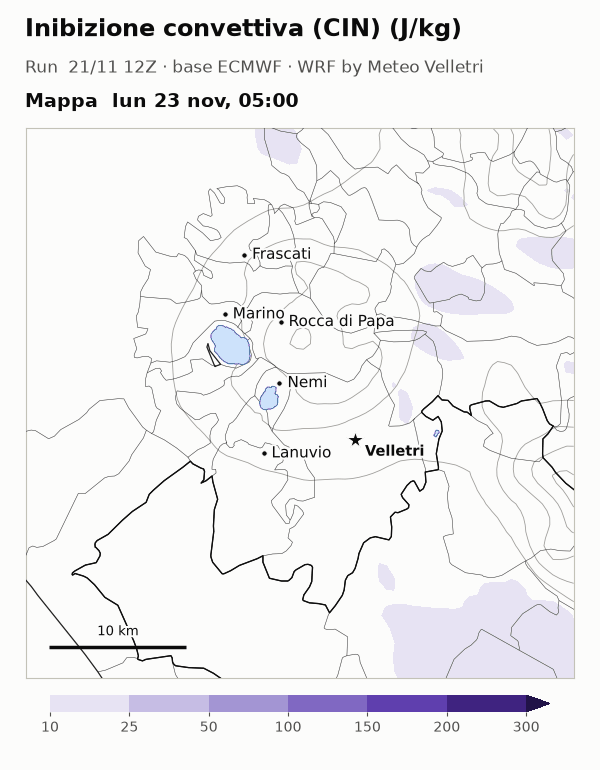 Inibizione convettiva (CIN) (J/kg)
Run  21/11 12Z · base ECMWF · WRF by Meteo Velletri
Mappa  lun 23 nov, 05:00
Frascati
Marino
Rocca di Papa
Nemi
Velletri
Lanuvio
10 km
10 25 50 100 150 200 300